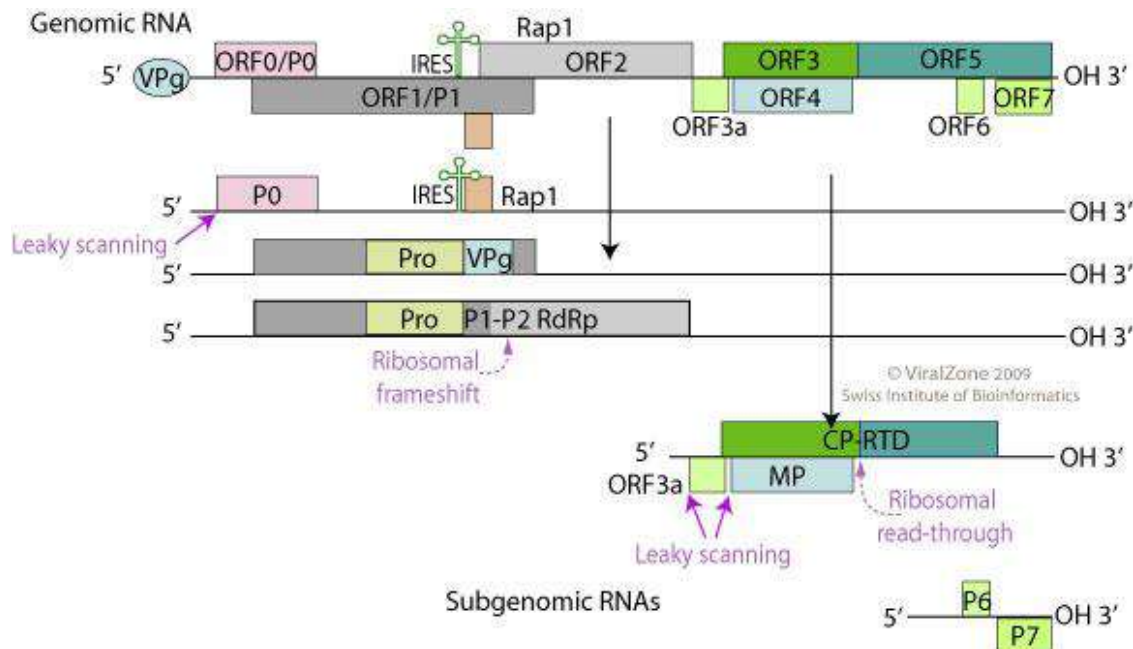 Genomic RNA
Rap1
5′ VPg ORF0/P0 IRES ORF2 ORF3 ORF5 OH 3′
ORF1/P1 ORF4 ORF7
ORF3a ORF6
5′ P0 IRES Rap1 OH 3′
Leaky scanning
5′ Pro VPg OH 3′
5′ Pro P1-P2 RdRp OH 3′
Ribosomal
frameshift
© ViralZone 2009
Swiss Institute of Bioinformatics
5′ CP-RTD OH 3′
ORF3a MP
Ribosomal
read-through
Leaky scanning
Subgenomic RNAs
5′ P6 OH 3′
P7